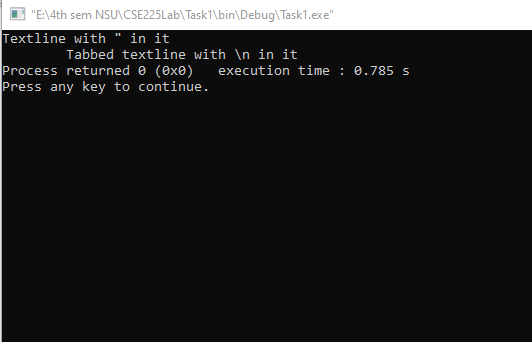 "E:\4th sem NSU\CSE225Lab\Task1\bin\Debug\Task1.exe"
Textline with " in it
        Tabbed textline with \n in it
Process returned 0 (0x0)   execution time : 0.785 s
Press any key to continue.